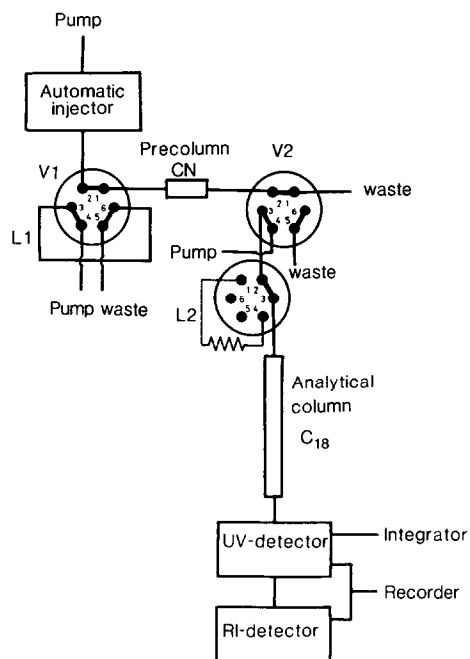 Pump
Automatic
injector
V1
Precolumn
CN
V2
2 1
3 6
4 5
2 1
3 6
4 5
waste
L1
Pump
waste
Pump waste
1 2
6 3
5 4
L2
Analytical
column
C18
UV-detector
Integrator
Recorder
RI-detector